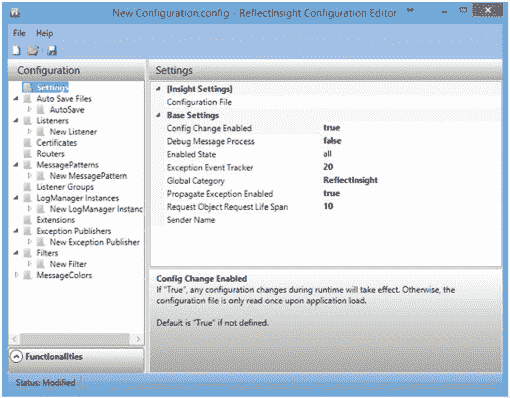 New Configuration.config - ReflectInsight Configuration Editor
File Help
Configuration
Settings
Auto Save Files
AutoSave
Listeners
New Listener
Certificates
Routers
MessagePatterns
New MessagePattern
Listener Groups
LogManager Instances
New LogManager Instanc
Extensions
Exception Publishers
New Exception Publisher
Filters
New Filter
MessageColors
Functionalities
Settings
[Insight Settings]
Configuration File
Base Settings
Config Change Enabled true
Debug Message Process false
Enabled State all
Exception Event Tracker 20
Global Category ReflectInsight
Propagate Exception Enabled true
Request Object Request Life Span 10
Sender Name
Config Change Enabled
If "True", any configuration changes during runtime will take effect. Otherwise, the
configuration file is only read once upon application load.
Default is "True" if not defined.
Status: Modified